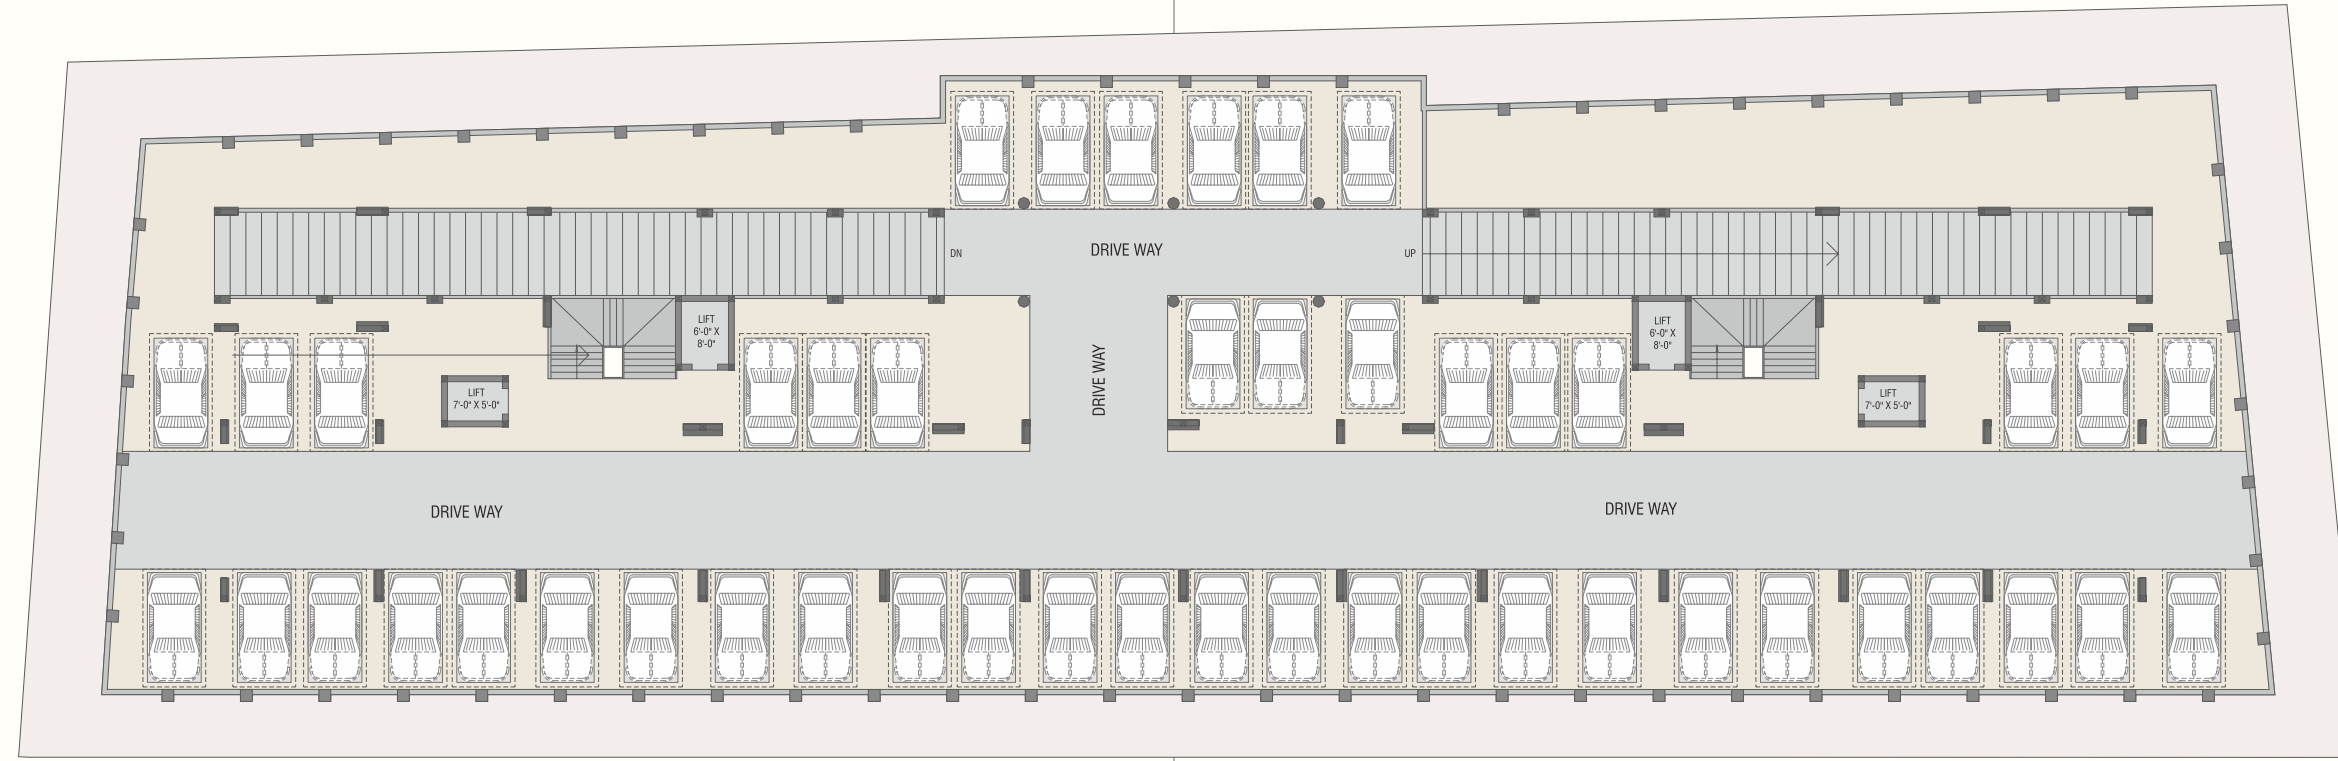 DRIVE WAY
DN
UP
LIFT
6'-0" X
8'-0"
LIFT
6'-0" X
8'-0"
DRIVE WAY
LIFT
7'-0" X 5'-0"
LIFT
7'-0" X 5'-0"
DRIVE WAY
DRIVE WAY